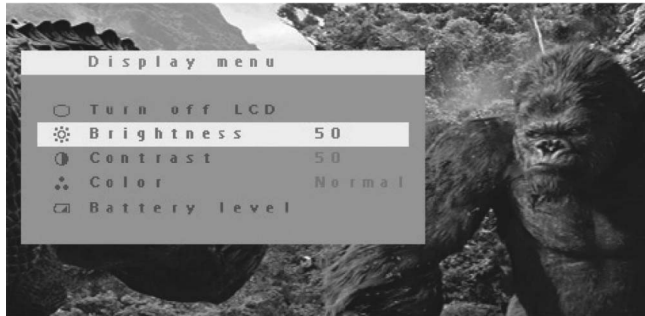 Display menu
Turn off LCD
Brightness 50
Contrast 50
Color Normal
Battery level